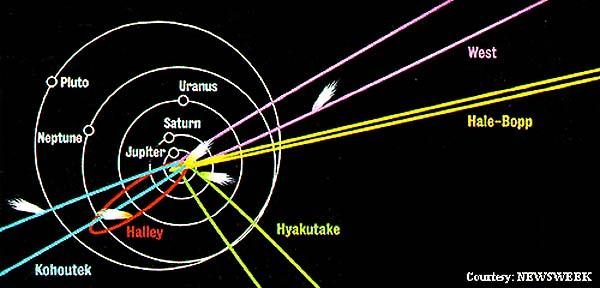 West
Pluto
Uranus
Hale-Bopp
Saturn
Neptune
Jupiter
Halley
Hyakutake
Kohoutek
Courtesy: NEWSWEEK